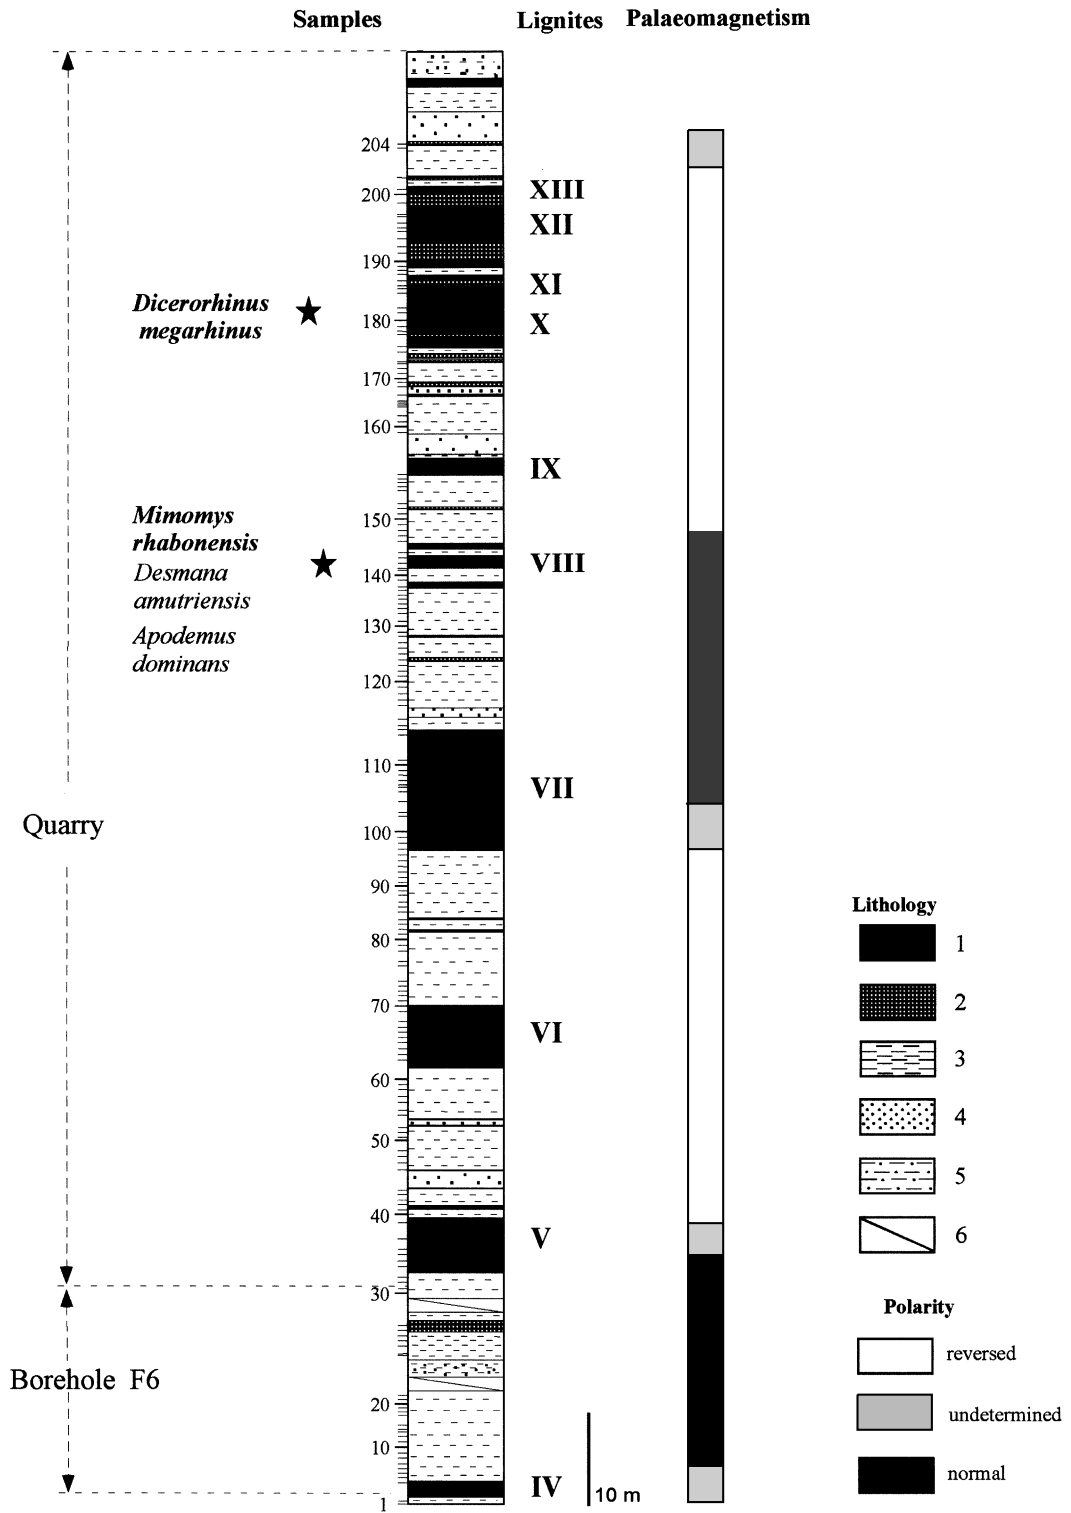 Samples Lignites Palaeomagnetism
204
XIII
200
XII
190
XI
Dicerorhinus
megarhinus
180
X
170
160
IX
Mimomys
rhabonensis
150
VIII
Desmana
140
amutriensis
130
Apodemus
dominans
120
110
VII
Quarry
100
90
80
70
VI
60
50
40
V
30
Borehole F6
20
10
IV
10 m
1
Lithology
1
2
3
4
5
6
Polarity
reversed
undetermined
normal